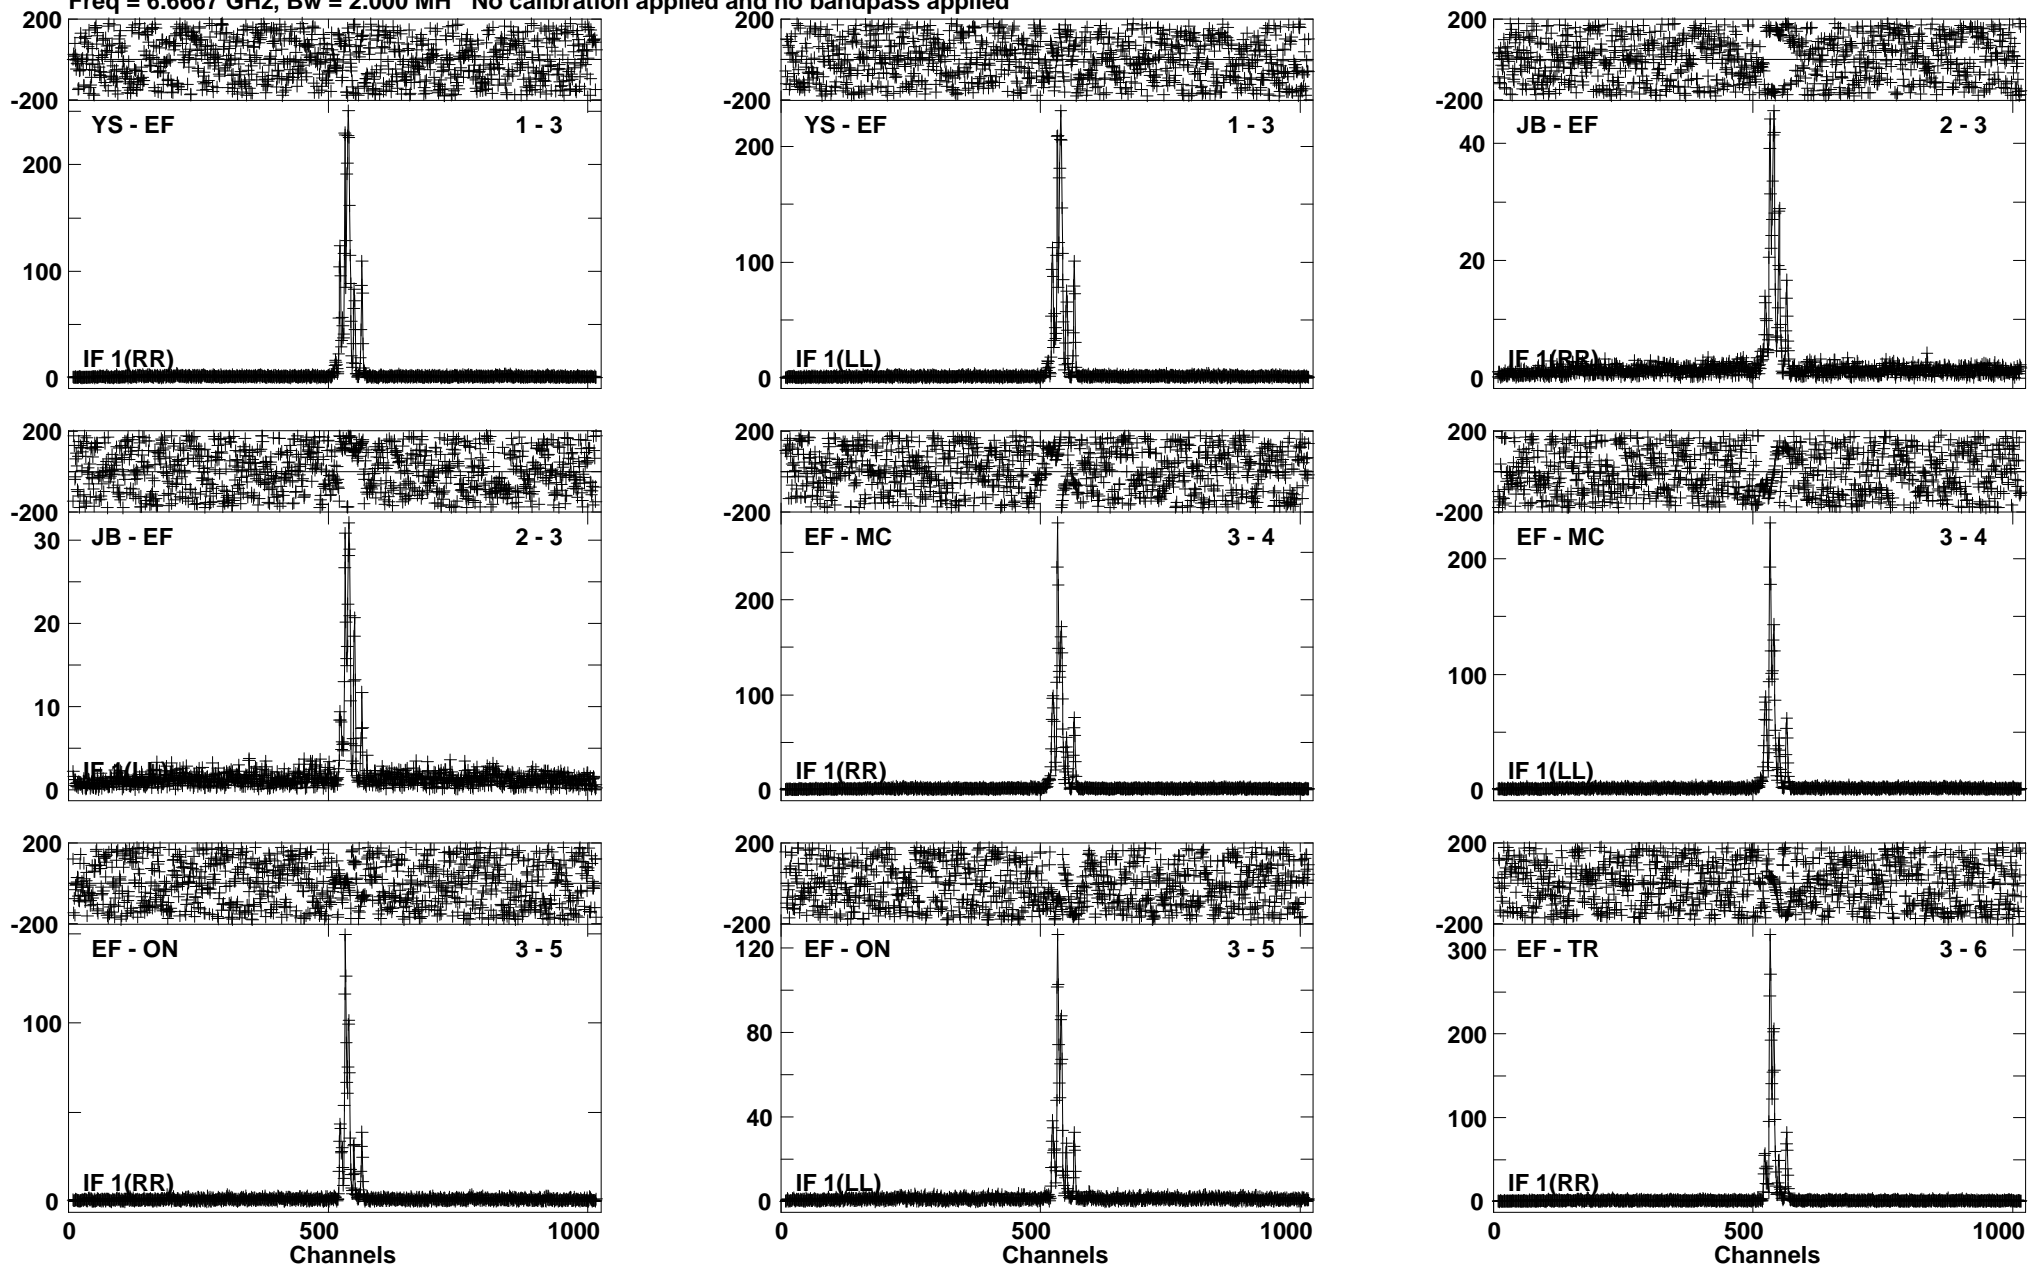 Freq = 6.6667 GHz, Bw = 2.000 MH No calibration applied and no bandpass applied
200
-200
YS - EF 1 - 3
200
100
0
IF 1(RR)
200
-200
YS - EF 1 - 3
200
100
0
IF 1(LL)
200
-200
JB - EF 2 - 3
40
20
0
IF 1(RR)
200
-200
JB - EF 2 - 3
30
20
10
0
IF 1(LL)
200
-200
EF - MC 3 - 4
200
100
0
IF 1(RR)
200
-200
EF - MC 3 - 4
200
100
0
IF 1(LL)
200
-200
EF - ON 3 - 5
100
0
IF 1(RR)
0 500 1000
Channels
200
-200
EF - ON 3 - 5
120
80
40
0
IF 1(LL)
0 500 1000
Channels
200
-200
EF - TR 3 - 6
300
200
100
0
IF 1(RR)
0 500 1000
Channels